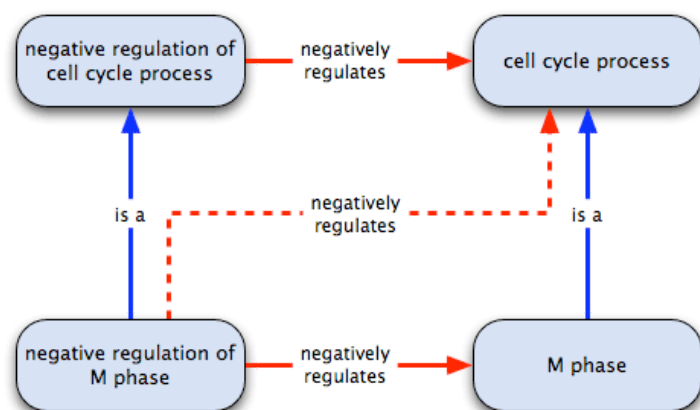 negative regulation of
cell cycle process
negatively
regulates
cell cycle process
is a
negatively
regulates
is a
negative regulation of
M phase
negatively
regulates
M phase